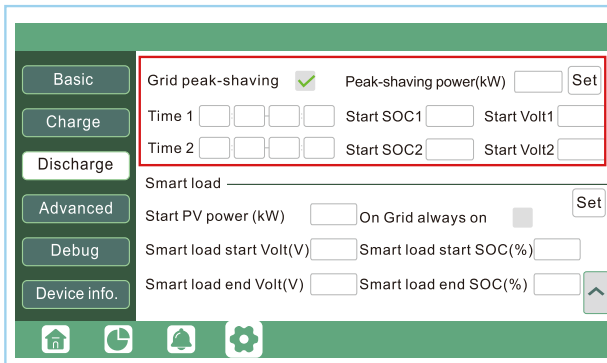 Basic
Charge
Discharge
Advanced
Debug
Device info.
Grid peak-shaving Peak-shaving power(kW) Set
Time 1 : - : Start SOC1 Start Volt1
Time 2 : - : Start SOC2 Start Volt2
Smart load
Start PV power (kW) On Grid always on Set
Smart load start Volt(V) Smart load start SOC(%)
Smart load end Volt(V) Smart load end SOC(%)